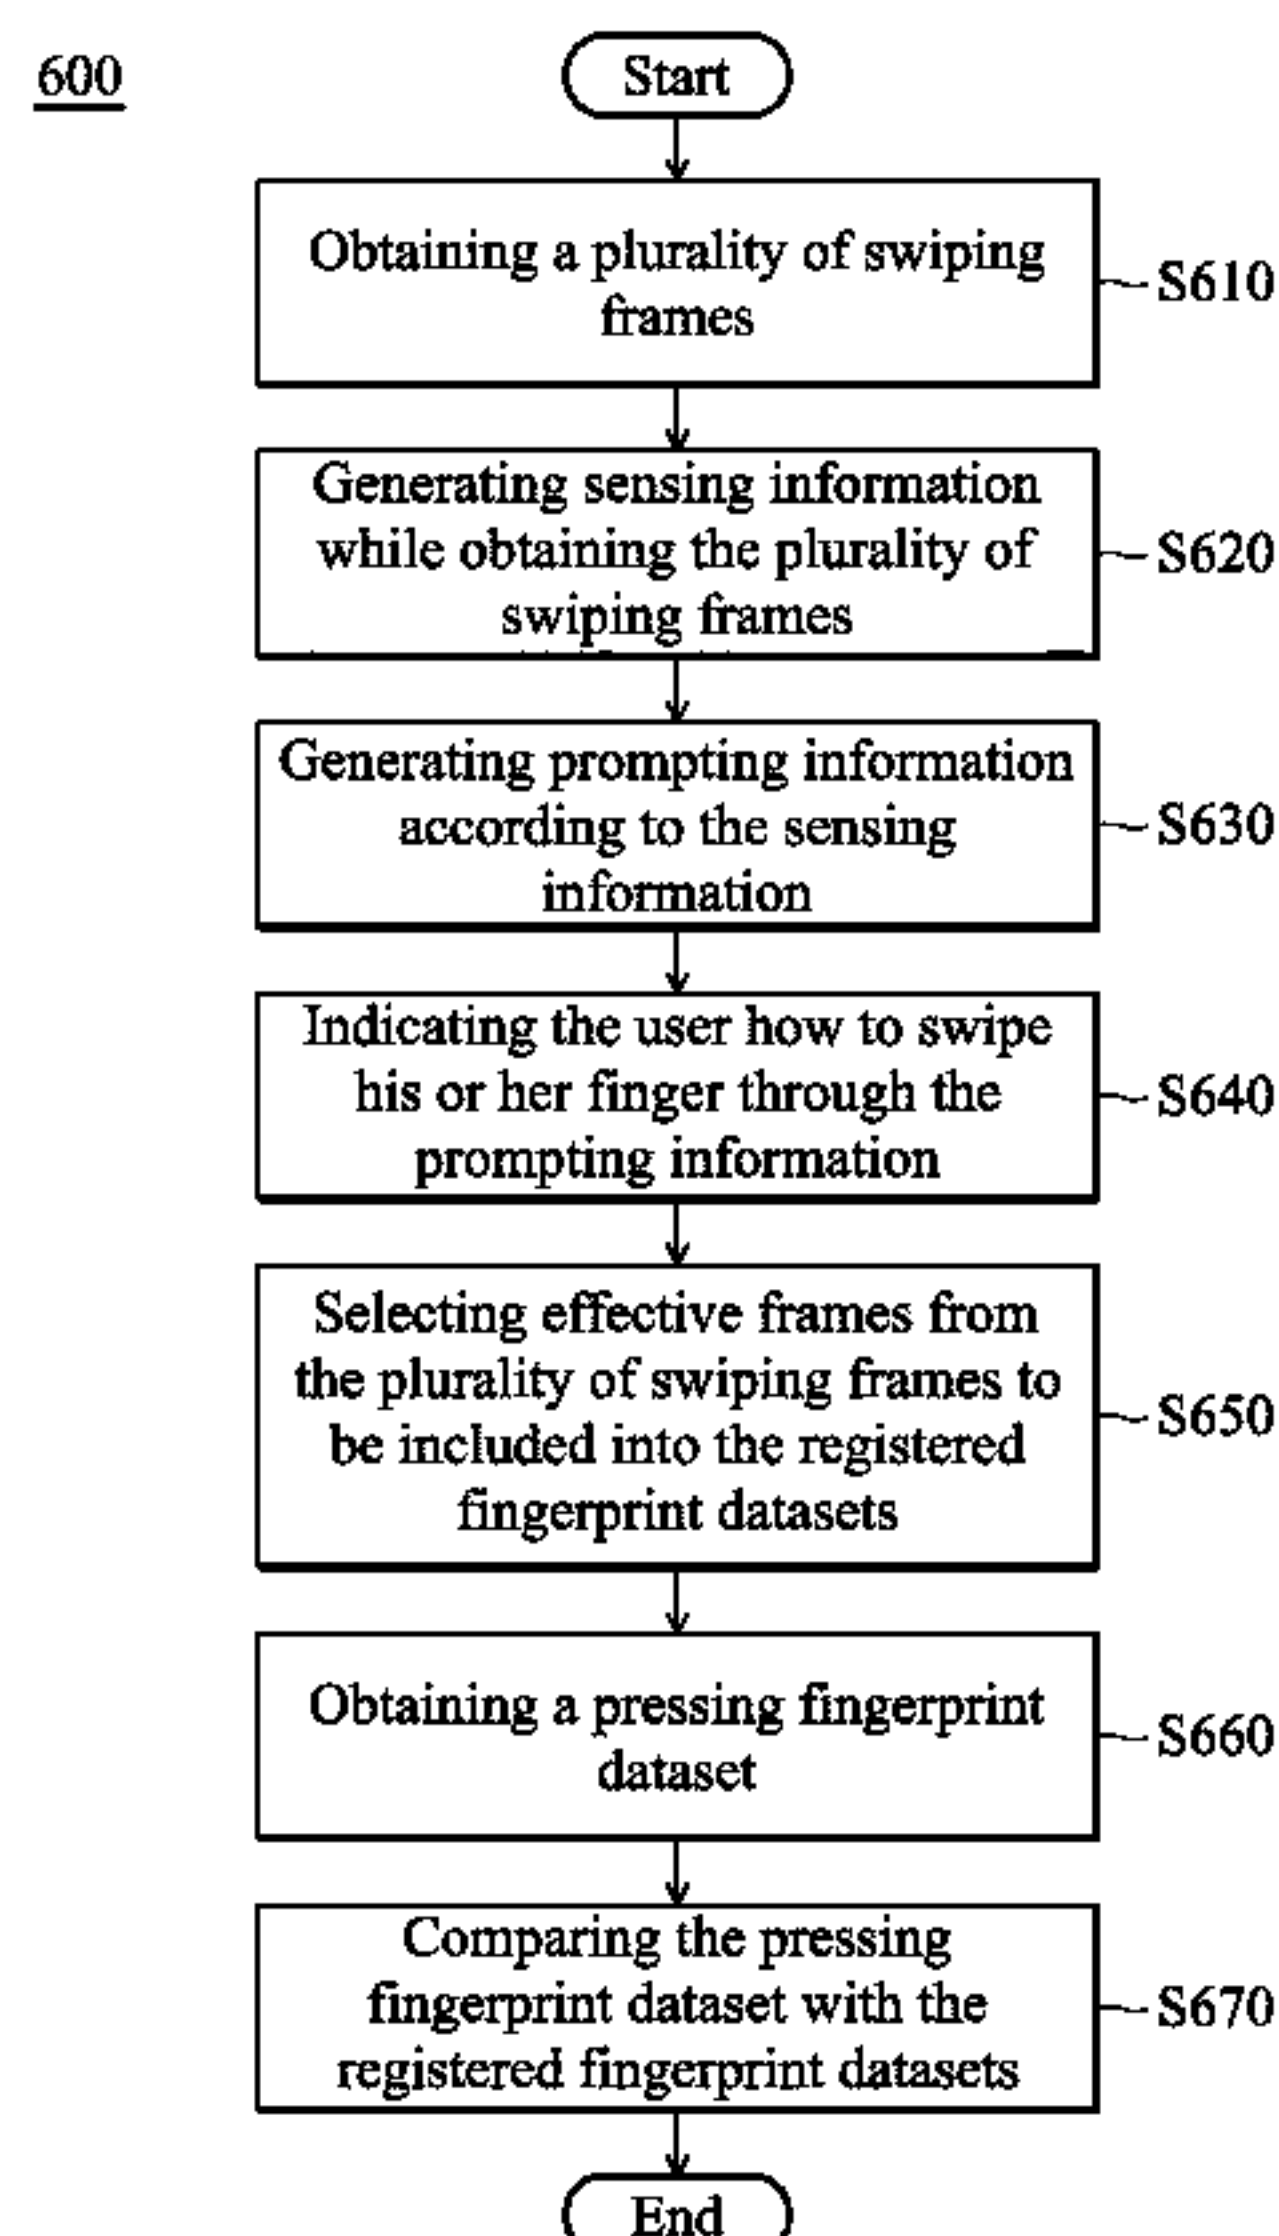 600
Start
Obtaining a plurality of swiping
frames
S610
Generating sensing information
while obtaining the plurality of
swiping frames
S620
Generating prompting information
according to the sensing
information
S630
Indicating the user how to swipe
his or her finger through the
prompting information
S640
Selecting effective frames from
the plurality of swiping frames to
be included into the registered
fingerprint datasets
S650
Obtaining a pressing fingerprint
dataset
S660
Comparing the pressing
fingerprint dataset with the
registered fingerprint datasets
S670
End